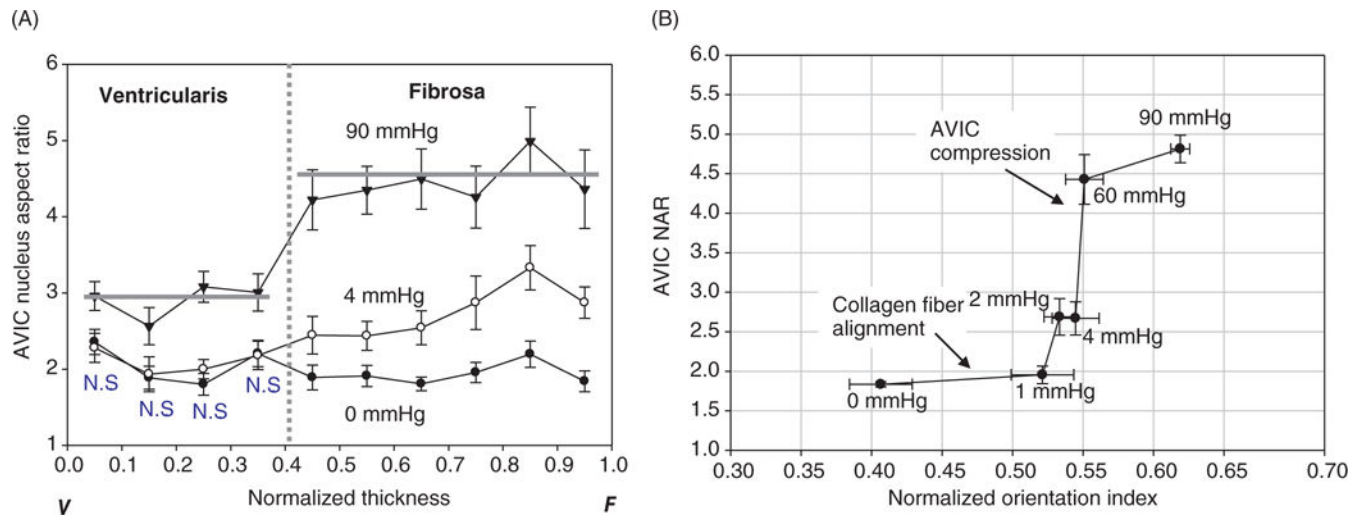 (A)
6
5
4
3
2
1
AVIC nucleus aspect ratio
Ventricularis
Fibrosa
90 mmHg
4 mmHg
0 mmHg
N.S
N.S
N.S
N.S
0.0 0.1 0.2 0.3 0.4 0.5 0.6 0.7 0.8 0.9 1.0
V
Normalized thickness
F
(B)
6.0
5.5
5.0
4.5
4.0
3.5
3.0
2.5
2.0
1.5
1.0
AVIC NAR
AVIC
compression
90 mmHg
60 mmHg
Collagen fiber
alignment
2 mmHg
4 mmHg
0 mmHg
1 mmHg
0.30 0.40 0.50 0.55 0.60 0.65 0.70
Normalized orientation index